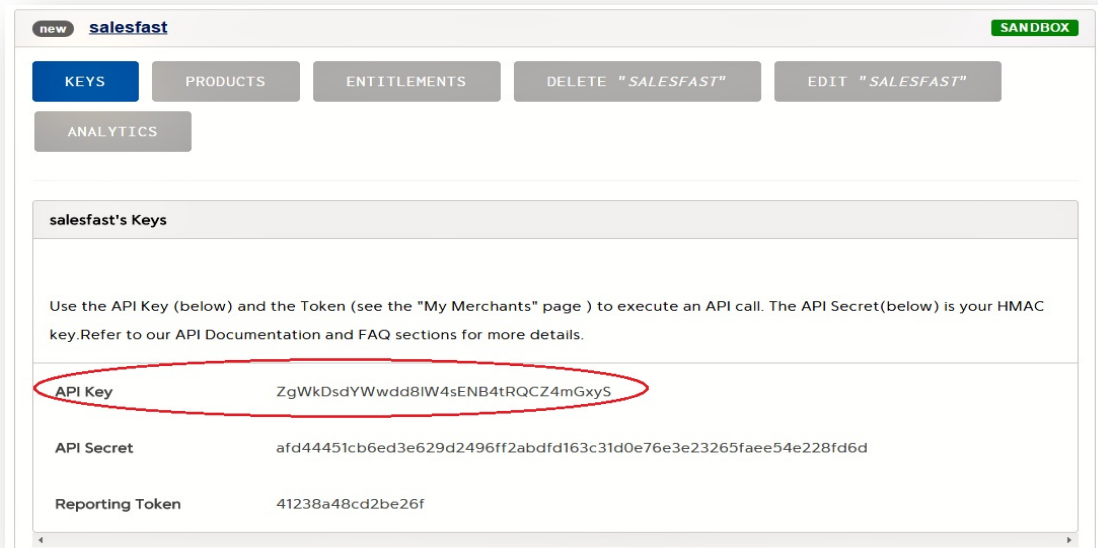 new salesfast SANDBOX
KEYS PRODUCTS ENTITLEMENTS DELETE "SALESFAST" EDIT "SALESFAST"
ANALYTICS
salesfast's Keys
Use the API Key (below) and the Token (see the "My Merchants" page ) to execute an API call. The API Secret(below) is your HMAC
key.Refer to our API Documentation and FAQ sections for more details.
API Key ZgWkDsdYWwdd8lW4sENB4tRQCZ4mGxyS
API Secret afd44451cb6ed3e629d2496ff2abdfd163c31d0e76e3e23265faee54e228fd6d
Reporting Token 41238a48cd2be26f